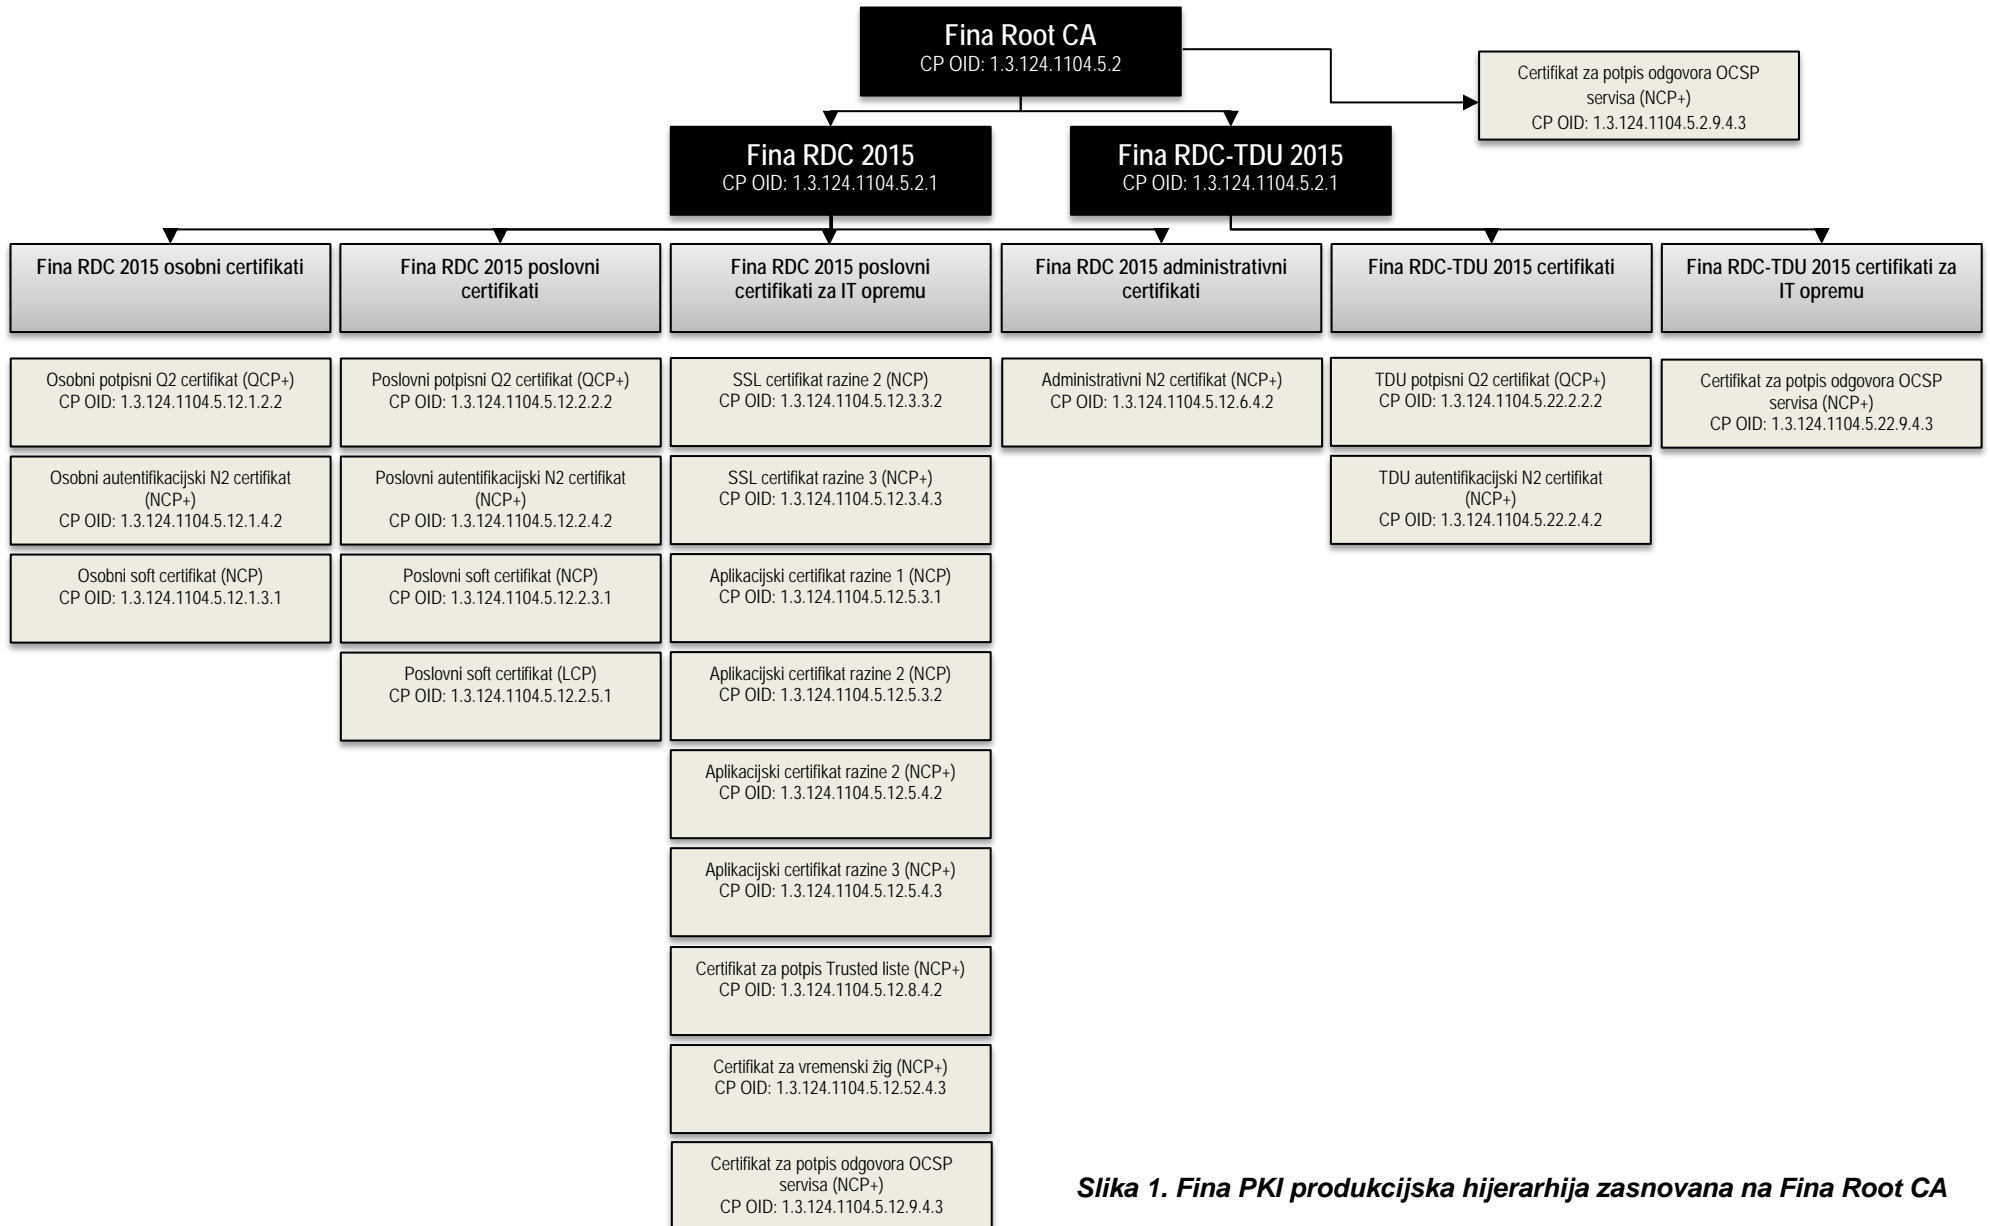 Fina Root CA
CP OID: 1.3.124.1104.5.2
Certifikat za potpis odgovora OCSP
servisa (NCP+)
CP OID: 1.3.124.1104.5.2.9.4.3
Fina RDC 2015
CP OID: 1.3.124.1104.5.2.1
Fina RDC-TDU 2015
CP OID: 1.3.124.1104.5.2.1
Fina RDC 2015 osobni certifikati
Fina RDC 2015 poslovni
certifikati
Fina RDC 2015 poslovni
certifikati za IT opremu
Fina RDC 2015 administrativni
certifikati
Fina RDC-TDU 2015 certifikati
Fina RDC-TDU 2015 certifikati za
IT opremu
Osobni potpisni Q2 certifikat (QCP+)
CP OID: 1.3.124.1104.5.12.1.2.2
Osobni autentifikacijski N2 certifikat
(NCP+)
CP OID: 1.3.124.1104.5.12.1.4.2
Osobni soft certifikat (NCP)
CP OID: 1.3.124.1104.5.12.1.3.1
Poslovni potpisni Q2 certifikat (QCP+)
CP OID: 1.3.124.1104.5.12.2.2.2
Poslovni autentifikacijski N2 certifikat
(NCP+)
CP OID: 1.3.124.1104.5.12.2.4.2
Poslovni soft certifikat (NCP)
CP OID: 1.3.124.1104.5.12.2.3.1
Poslovni soft certifikat (LCP)
CP OID: 1.3.124.1104.5.12.2.5.1
SSL certifikat razine 2 (NCP)
CP OID: 1.3.124.1104.5.12.3.3.2
SSL certifikat razine 3 (NCP+)
CP OID: 1.3.124.1104.5.12.3.4.3
Aplikacijski certifikat razine 1 (NCP)
CP OID: 1.3.124.1104.5.12.5.3.1
Aplikacijski certifikat razine 2 (NCP)
CP OID: 1.3.124.1104.5.12.5.3.2
Aplikacijski certifikat razine 2 (NCP+)
CP OID: 1.3.124.1104.5.12.5.4.2
Aplikacijski certifikat razine 3 (NCP+)
CP OID: 1.3.124.1104.5.12.5.4.3
Certifikat za potpis Trusted liste (NCP+)
CP OID: 1.3.124.1104.5.12.8.4.2
Certifikat za vremenski žig (NCP+)
CP OID: 1.3.124.1104.5.12.52.4.3
Certifikat za potpis odgovora OCSP
servisa (NCP+)
CP OID: 1.3.124.1104.5.12.9.4.3
Administrativni N2 certifikat (NCP+)
CP OID: 1.3.124.1104.5.12.6.4.2
TDU potpisni Q2 certifikat (QCP+)
CP OID: 1.3.124.1104.5.22.2.2.2
TDU autentifikacijski N2 certifikat
(NCP+)
CP OID: 1.3.124.1104.5.22.2.4.2
Certifikat za potpis odgovora OCSP
servisa (NCP+)
CP OID: 1.3.124.1104.5.22.9.4.3
Slika 1. Fina PKI produkcijska hijerarhija zasnovana na Fina Root CA